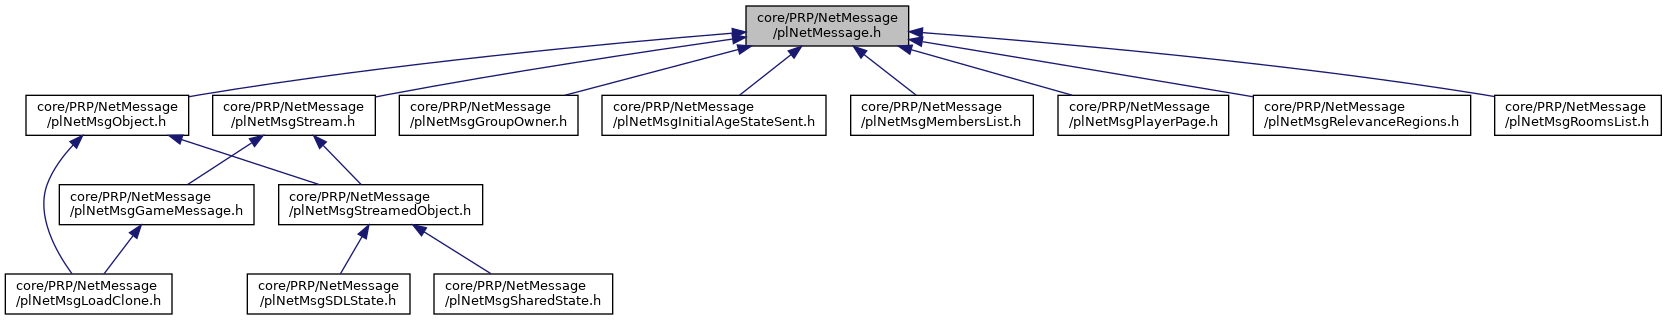 core/PRP/NetMessage
/plNetMessage.h
core/PRP/NetMessage
/plNetMsgObject.h
core/PRP/NetMessage
/plNetMsgStream.h
core/PRP/NetMessage
/plNetMsgGroupOwner.h
core/PRP/NetMessage
/plNetMsgInitialAgeStateSent.h
core/PRP/NetMessage
/plNetMsgMembersList.h
core/PRP/NetMessage
/plNetMsgPlayerPage.h
core/PRP/NetMessage
/plNetMsgRelevanceRegions.h
core/PRP/NetMessage
/plNetMsgRoomsList.h
core/PRP/NetMessage
/plNetMsgGameMessage.h
core/PRP/NetMessage
/plNetMsgStreamedObject.h
core/PRP/NetMessage
/plNetMsgLoadClone.h
core/PRP/NetMessage
/plNetMsgSDLState.h
core/PRP/NetMessage
/plNetMsgSharedState.h